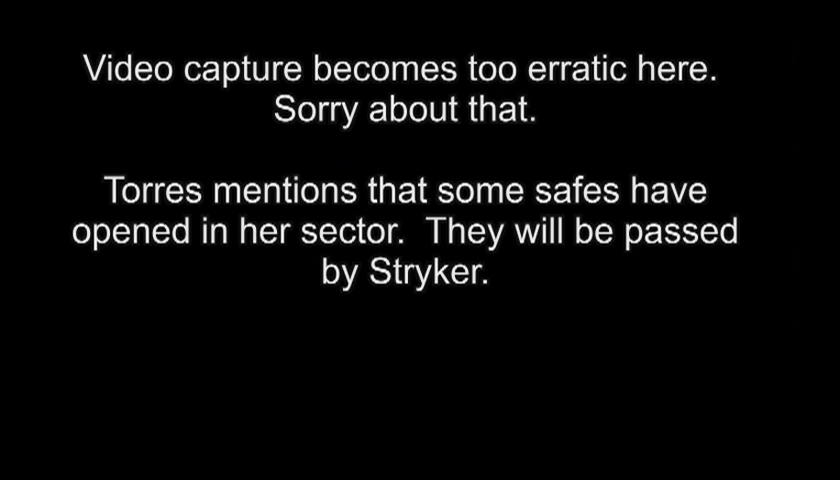 Video capture becomes too erratic here.
Sorry about that.
Torres mentions that some safes have
opened in her sector.  They will be passed
by Stryker.